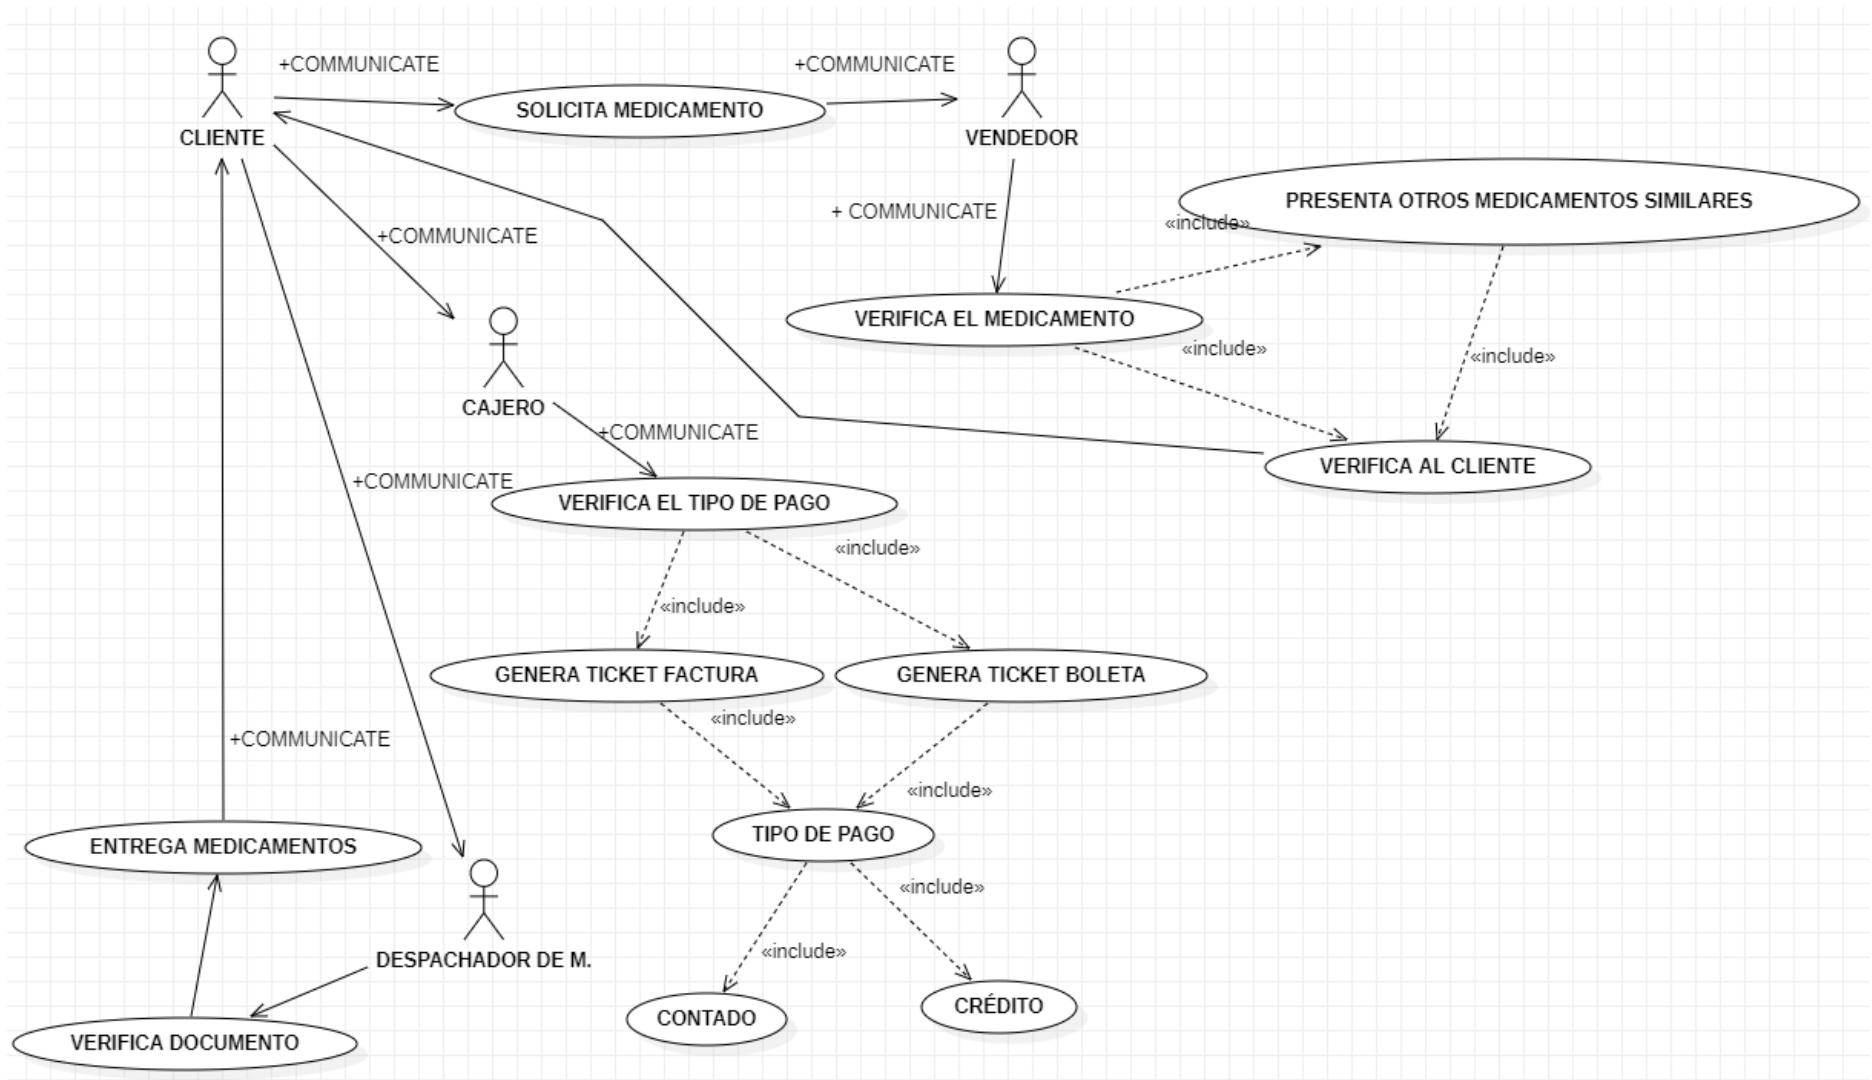 +COMMUNICATE
+COMMUNICATE
SOLICITA MEDICAMENTO
CLIENTE
VENDEDOR
PRESENTA OTROS MEDICAMENTOS SIMILARES
+ COMMUNICATE
«include»
+COMMUNICATE
VERIFICA EL MEDICAMENTO
«include»
«include»
CAJERO
+COMMUNICATE
VERIFICA AL CLIENTE
+COMMUNICATE
VERIFICA EL TIPO DE PAGO
«include»
«include»
GENERA TICKET FACTURA
GENERA TICKET BOLETA
«include»
+COMMUNICATE
«include»
TIPO DE PAGO
ENTREGA MEDICAMENTOS
«include»
«include»
DESPACHADOR DE M.
CRÉDITO
CONTADO
VERIFICA DOCUMENTO